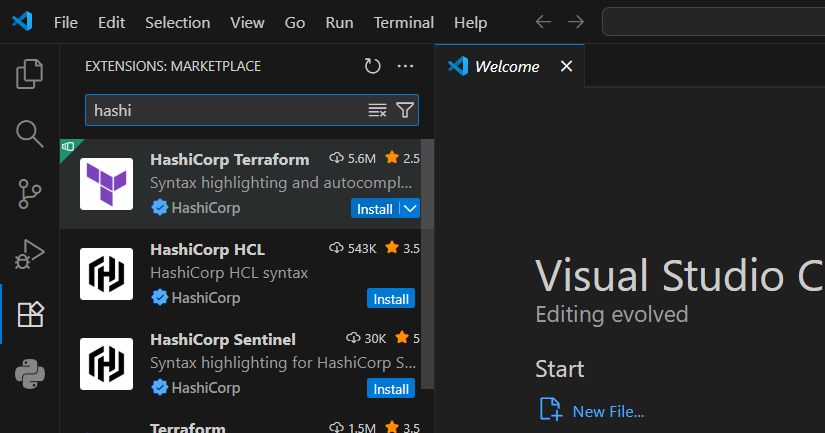 File Edit Selection View Go Run Terminal Help
EXTENSIONS: MARKETPLACE
Welcome
hashi
HashiCorp Terraform 5.6M 2.5
Syntax highlighting and autocompl...
HashiCorp Install
HashiCorp HCL 543K 3.5
HashiCorp HCL syntax
HashiCorp Install
HashiCorp Sentinel 30K 5
Syntax highlighting for HashiCorp S...
HashiCorp Install
Terraform 1.5M 3.5
Visual Studio C
Editing evolved
Start
New File...